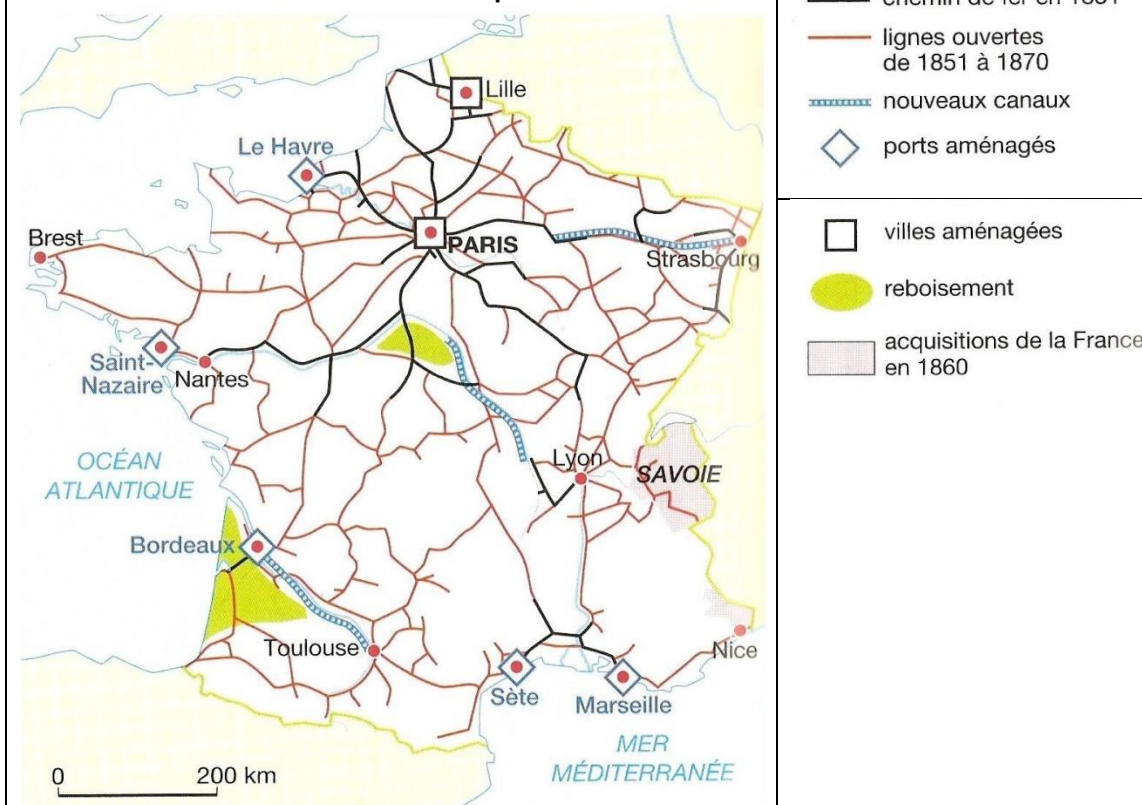 Lille
Le Havre
PARIS
Brest
Strasbourg
Saint-
Nazaire
Nantes
OCÉAN
ATLANTIQUE
Lyon
SAVOIE
Bordeaux
Toulouse
Nice
Sète
Marseille
MER
MÉDITERRANÉE
0
200 km
lignes ouvertes
de 1851 à 1870
nouveaux canaux
ports aménagés
villes aménagées
reboisement
acquisitions de la France
en 1860